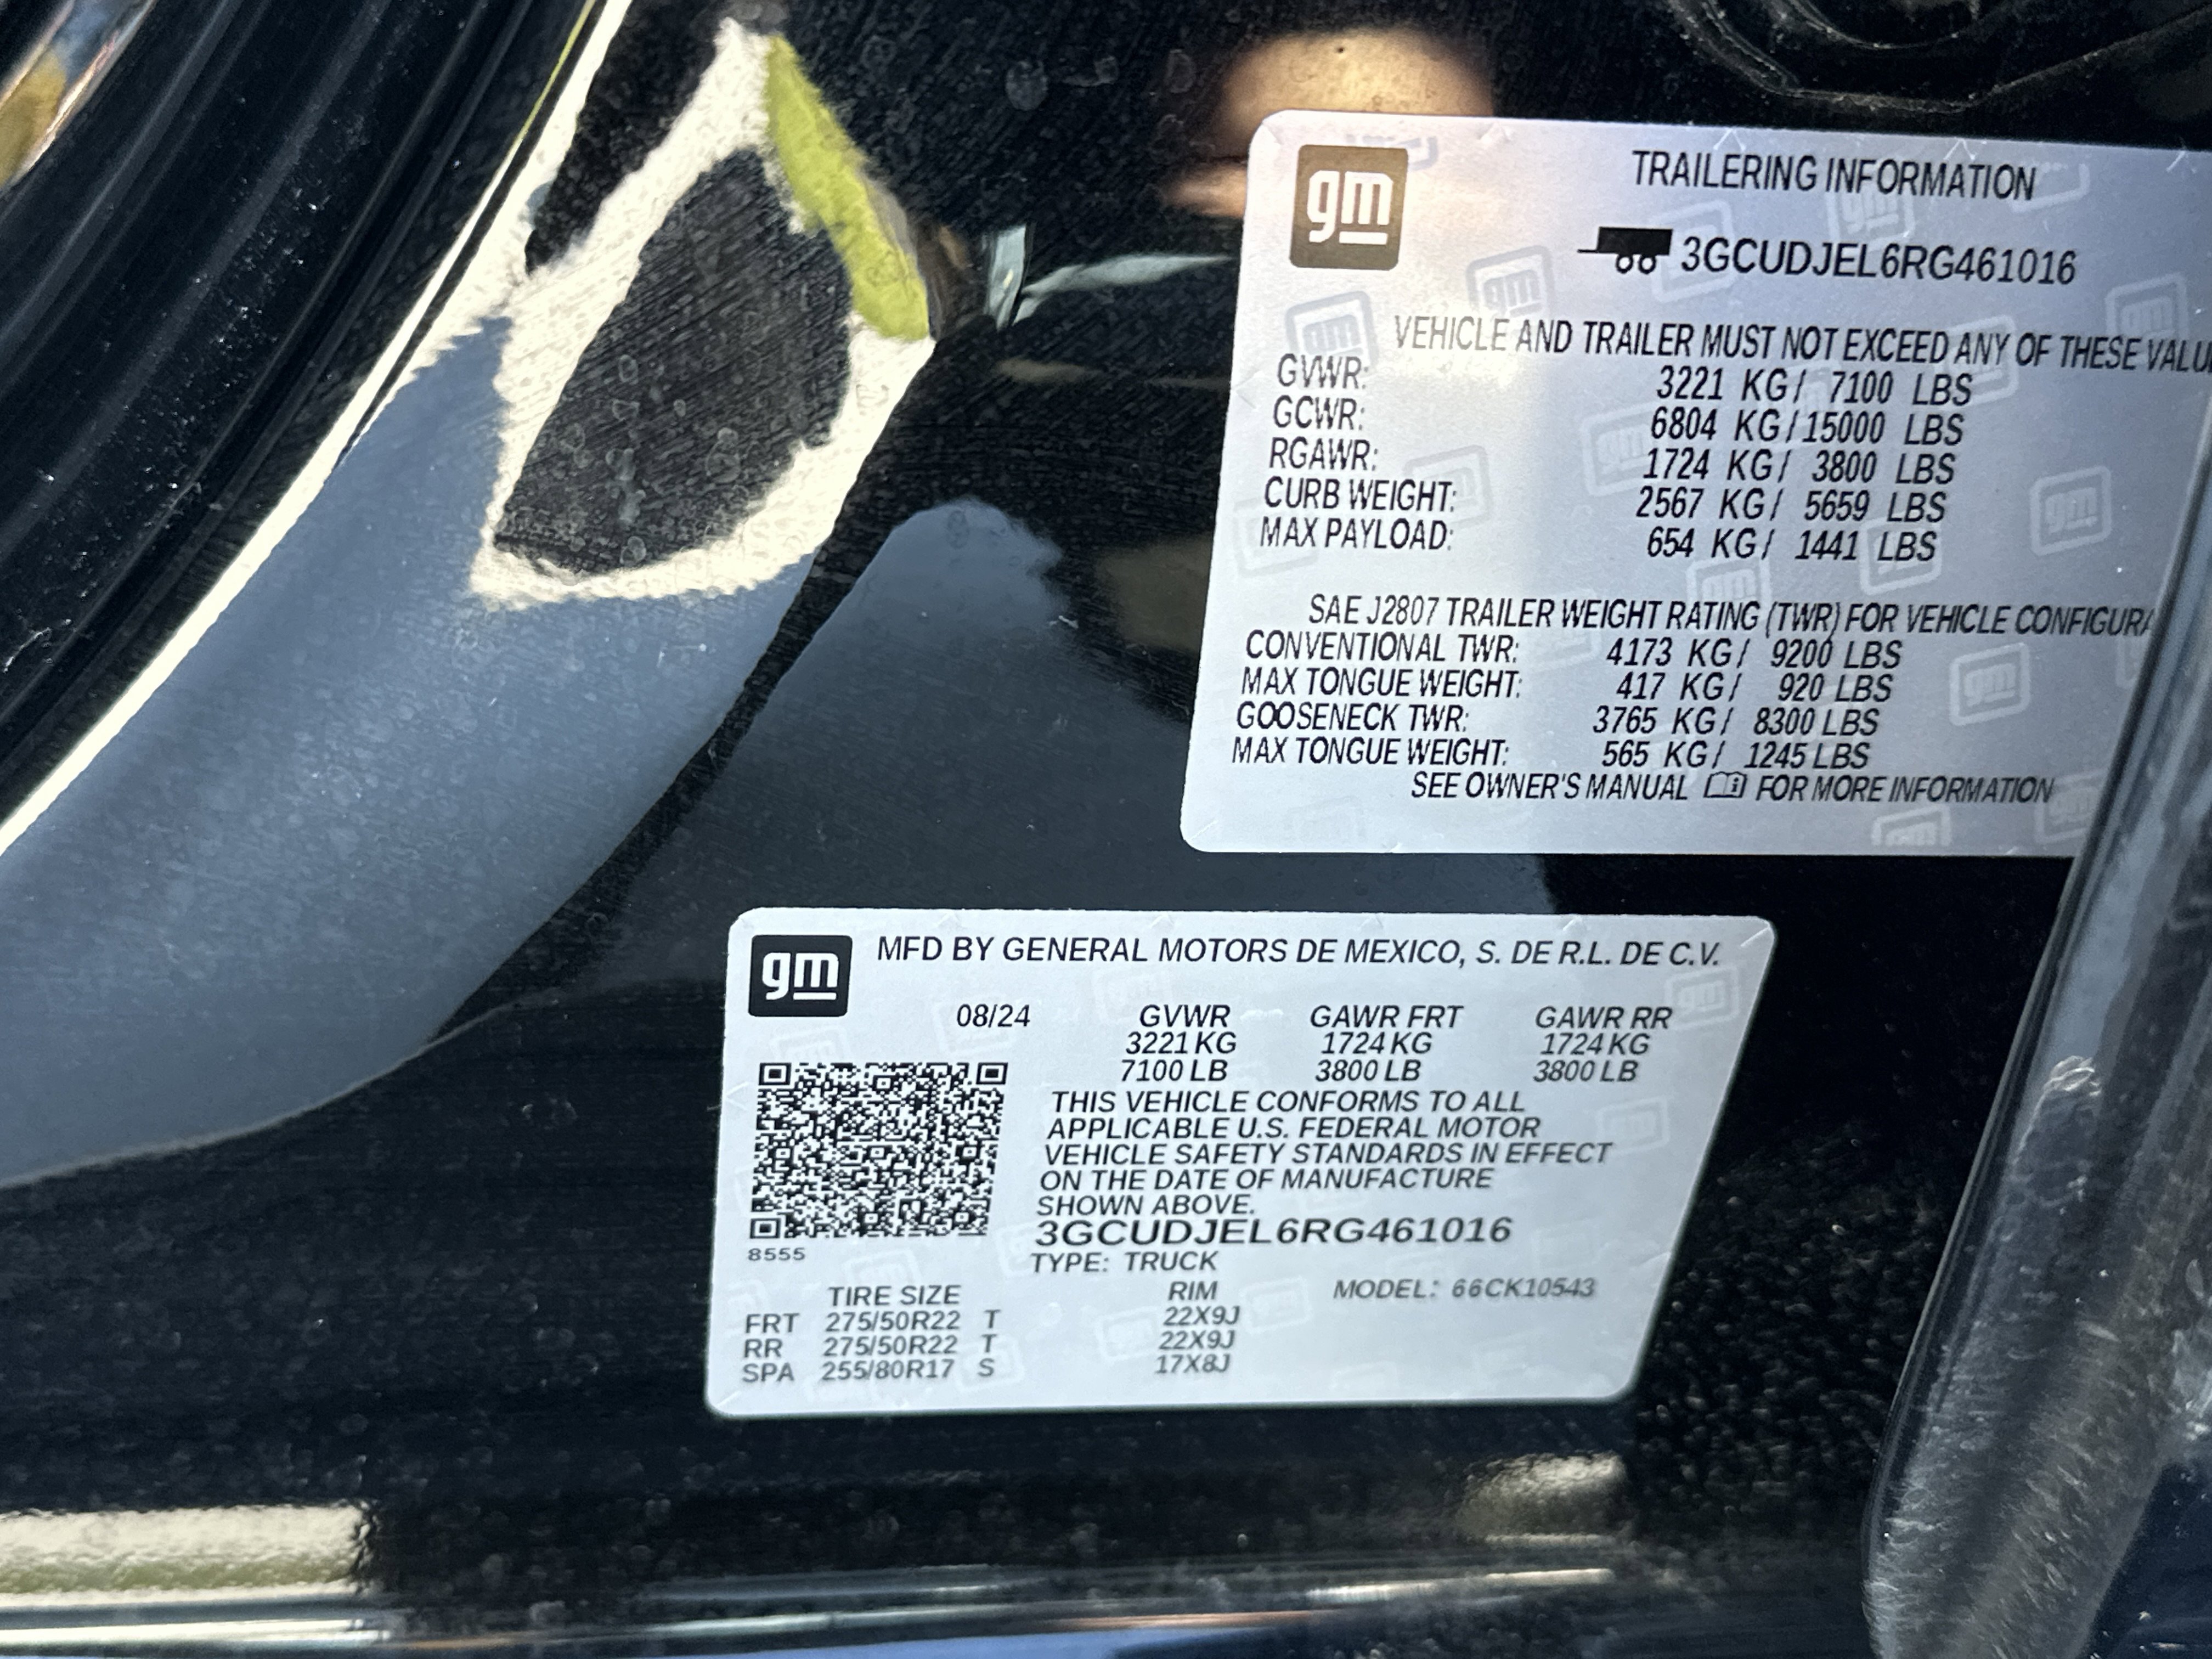 gm
TRAILERING INFORMATION
3GCUDJEL6RG461016
VEHICLE AND TRAILER MUST NOT EXCEED ANY OF THESE
GVWR: 3221 KG/ 7100 LBS
GCWR: 6804 KG/15000 LBS
RGAWR: 1724 KG/ 3800 LBS
CURB WEIGHT: 2567 KG/ 5659 LBS
MAX PAYLOAD: 654 KG/ 1441 LBS
SAE J2807 TRAILER WEIGHT RATING (TWR) FOR VEHICLE
CONVENTIONAL TWR: 4173 KG/ 9200 LBS
MAX TONGUE WEIGHT: 417 KG/ 920 LBS
GOOSENECK TWR: 3765 KG/ 8300 LBS
MAX TONGUE WEIGHT: 565 KG/ 1245 LBS
SEE OWNER'S MANUAL FOR MORE INFORMATION
gm
MFD BY GENERAL MOTORS DE MEXICO, S. DE R.L. DE C.V.
08/24 GVWR GAWR FRT GAWR RR
3221 KG 1724 KG 1724 KG
7100 LB 3800 LB 3800 LB
THIS VEHICLE CONFORMS TO ALL
APPLICABLE U.S. FEDERAL MOTOR
VEHICLE SAFETY STANDARDS IN EFFECT
ON THE DATE OF MANUFACTURE
SHOWN ABOVE.
3GCUDJEL6RG461016
8555
TYPE: TRUCK
TIRE SIZE RIM MODEL: 66CK10543
FRT 275/50R22 T 22X9J
RR 275/50R22 T 22X9J
SPA 255/80R17 S 17X8J